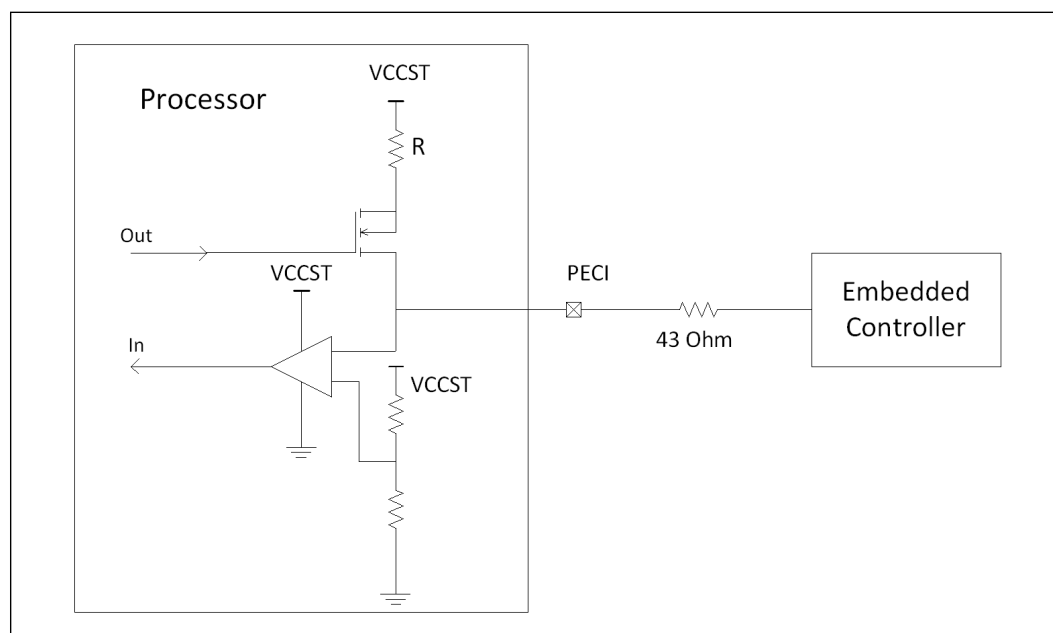 VCCST
Processor
R
Out
VCCST
PECI
Embedded
Controller
In
43 Ohm
VCCST